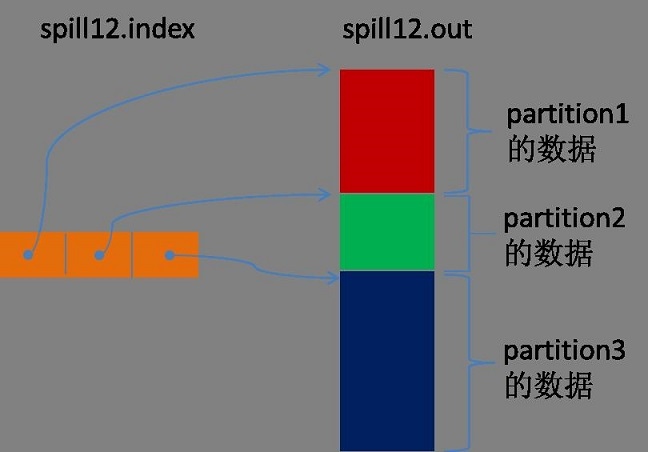 spill12.index
spill12.out
partition1
的数据
partition2
的数据
partition3
的数据